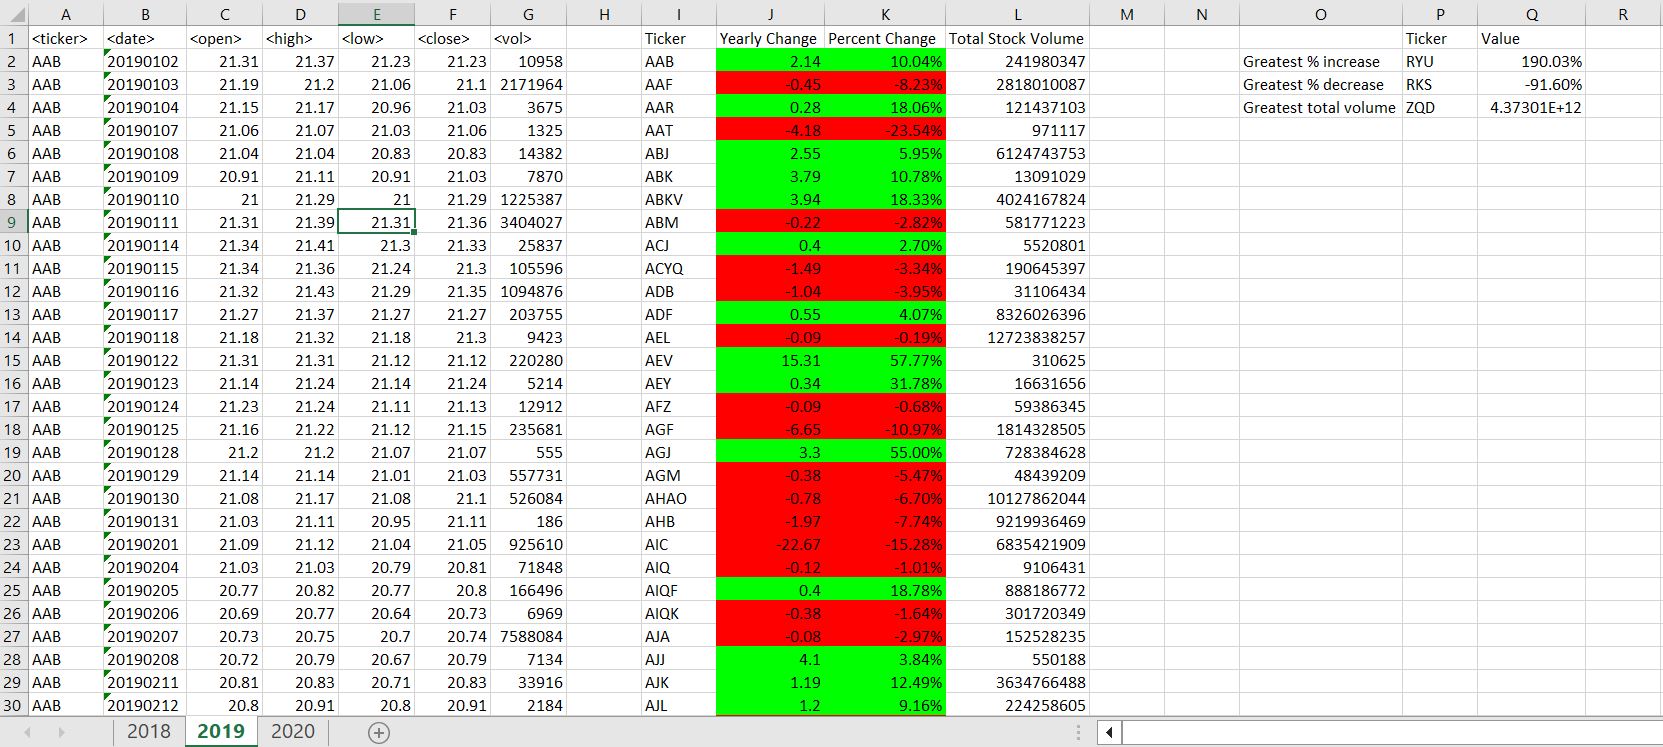 A B C D E F G H I J K L M N O P Q R
1 <ticker> <date> <open> <high> <low> <close> <vol> Ticker Yearly Change Percent Change Total Stock Volume Ticker Value
2 AAB 20190102 21.31 21.37 21.23 21.23 10958 AAB 2.14 10.04% 241980347 Greatest % increase RYU 190.03%
3 AAB 20190103 21.19 21.2 21.06 21.1 2171964 AAF -0.45 -8.23% 2818010087 Greatest % decrease RKS -91.60%
4 AAB 20190104 21.15 21.17 20.96 21.03 3675 AAR 0.28 18.06% 121437103 Greatest total volume ZQD 4.37301E+12
5 AAB 20190107 21.06 21.07 21.03 21.06 1325 AAT -4.18 -23.54% 971117
6 AAB 20190108 21.04 21.04 20.83 20.83 14382 ABJ 2.55 5.95% 6124743753
7 AAB 20190109 20.91 21.11 20.91 21.03 7870 ABK 3.79 10.78% 13091029
8 AAB 20190110 21 21.29 21 21.29 1225387 ABKV 3.94 18.33% 4024167824
9 AAB 20190111 21.31 21.39 21.31 21.36 3404027 ABM -0.22 -2.82% 581771223
10 AAB 20190114 21.34 21.41 21.3 21.33 25837 ACJ 0.4 2.70% 5520801
11 AAB 20190115 21.34 21.36 21.24 21.3 105596 ACYQ -1.49 -3.34% 190645397
12 AAB 20190116 21.32 21.43 21.29 21.35 1094876 ADB -1.04 -3.95% 31106434
13 AAB 20190117 21.27 21.37 21.27 21.27 203755 ADF 0.55 4.07% 8326026396
14 AAB 20190118 21.18 21.32 21.18 21.3 9423 AEL -0.09 -0.19% 12723838257
15 AAB 20190122 21.31 21.31 21.12 21.12 220280 AEV 15.31 57.77% 310625
16 AAB 20190123 21.14 21.24 21.14 21.24 5214 AEY 0.34 31.78% 16631656
17 AAB 20190124 21.23 21.24 21.11 21.13 12912 AFZ -0.09 -0.68% 59386345
18 AAB 20190125 21.16 21.22 21.12 21.15 235681 AGF -6.65 -10.97% 1814328505
19 AAB 20190128 21.2 21.2 21.07 21.07 555 AGJ 3.3 55.00% 728384628
20 AAB 20190129 21.14 21.14 21.01 21.03 557731 AGM -0.38 -5.47% 48439209
21 AAB 20190130 21.08 21.17 21.08 21.1 526084 AHAO -0.78 -6.70% 10127862044
22 AAB 20190131 21.03 21.11 20.95 21.11 186 AHB -1.97 -7.74% 9219936469
23 AAB 20190201 21.09 21.12 21.04 21.05 925610 AIC -22.67 -15.28% 6835421909
24 AAB 20190204 21.03 21.03 20.79 20.81 71848 AIQ -0.12 -1.01% 9106431
25 AAB 20190205 20.77 20.82 20.77 20.8 166496 AIQF 0.4 18.78% 888186772
26 AAB 20190206 20.69 20.77 20.64 20.73 6969 AIQK -0.38 -1.64% 301720349
27 AAB 20190207 20.73 20.75 20.7 20.74 7588084 AJA -0.08 -2.97% 152528235
28 AAB 20190208 20.72 20.79 20.67 20.79 7134 AJJ 4.1 3.84% 550188
29 AAB 20190211 20.81 20.83 20.71 20.83 33916 AJK 1.19 12.49% 3634766488
30 AAB 20190212 20.8 20.91 20.8 20.91 2184 AJL 1.2 9.16% 224258605
2018 2019 2020